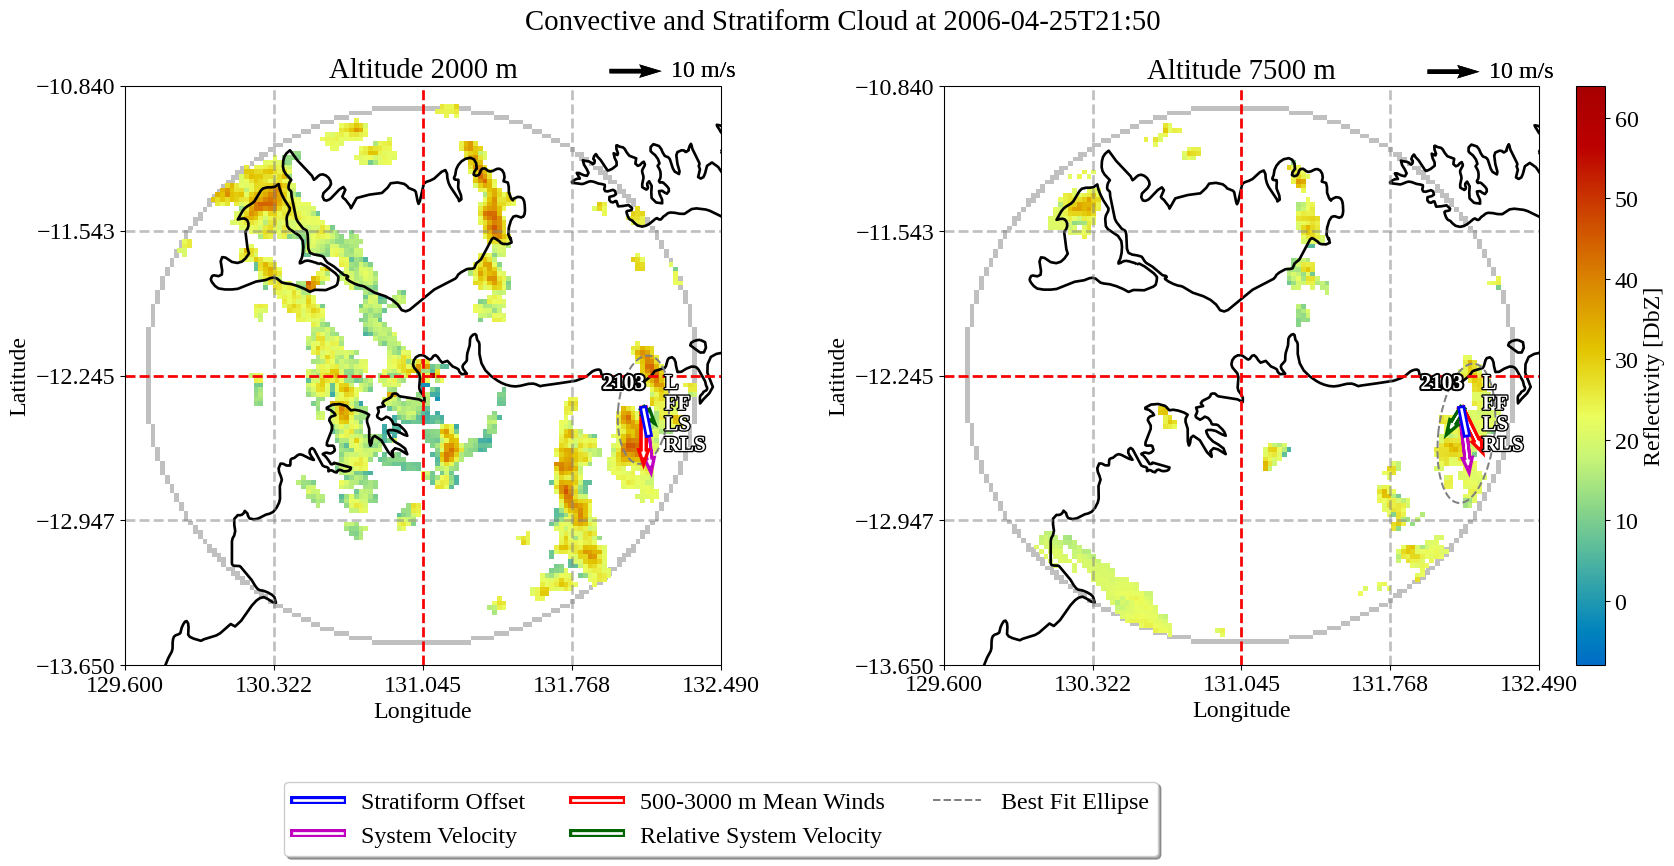 Convective and Stratiform Cloud at 2006-04-25T21:50
Altitude 2000 m
10 m/s
−10.840
−11.543
−12.245
−12.947
−13.650
Latitude
129.600
130.322
131.045
131.768
132.490
Longitude
2103
L
FF
LS
RLS
Altitude 7500 m
10 m/s
−10.840
−11.543
−12.245
−12.947
−13.650
Latitude
129.600
130.322
131.045
131.768
132.490
Longitude
2103
L
FF
LS
RLS
60
50
40
30
20
10
0
Reflectivity [DbZ]
Stratiform Offset
System Velocity
500-3000 m Mean Winds
Relative System Velocity
Best Fit Ellipse